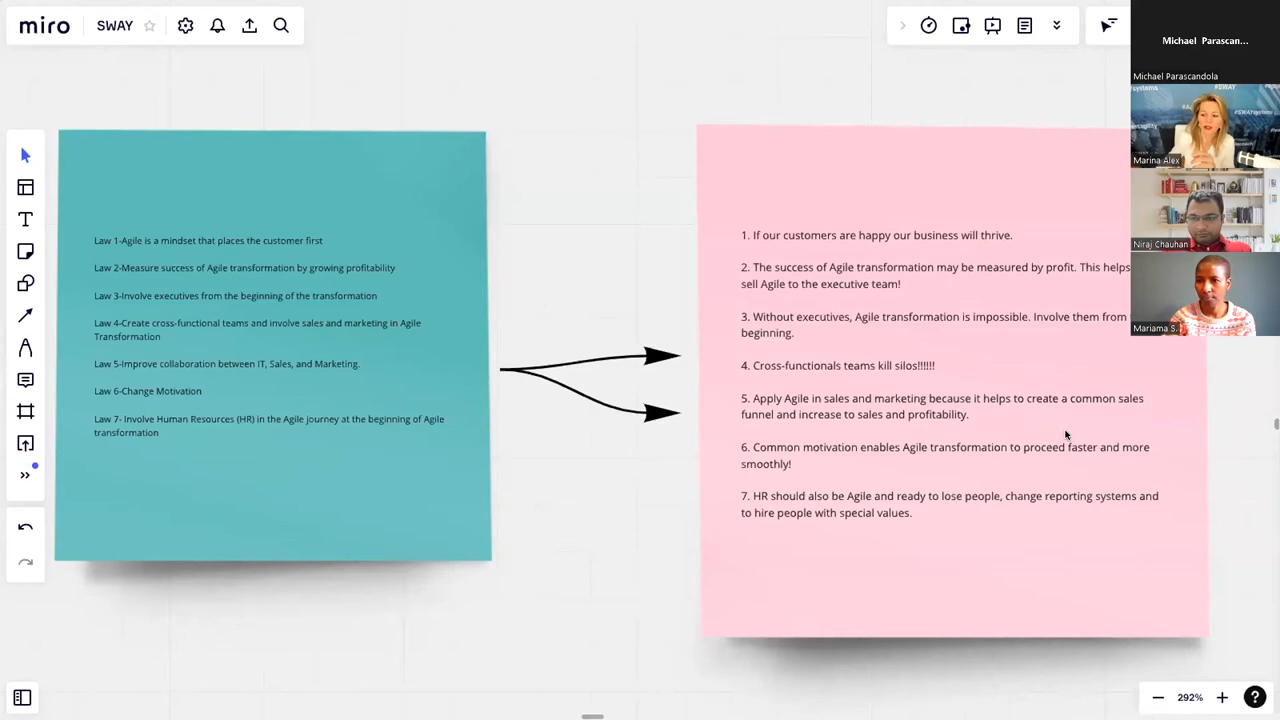 miro
SWAY
Michael Parascan...
Michael Parascandola
#SWAY
Marina Alex
Niraj Chauhan
Mariama S.
Law 1-Agile is a mindset that places the customer first
Law 2-Measure success of Agile transformation by growing profitability
Law 3-Involve executives from the beginning of the transformation
Law 4-Create cross-functional teams and involve sales and marketing in Agile
Transformation
Law 5-Improve collaboration between IT, Sales, and Marketing.
Law 6-Change Motivation
Law 7- Involve Human Resources (HR) in the Agile journey at the beginning of Agile
transformation
1. If our customers are happy our business will thrive.
2. The success of Agile transformation may be measured by profit. This helps
sell Agile to the executive team!
3. Without executives, Agile transformation is impossible. Involve them from
beginning.
4. Cross-functionals teams kill silos!!!!!!
5. Apply Agile in sales and marketing because it helps to create a common sales
funnel and increase to sales and profitability.
6. Common motivation enables Agile transformation to proceed faster and more
smoothly!
7. HR should also be Agile and ready to lose people, change reporting systems and
to hire people with special values.
292%